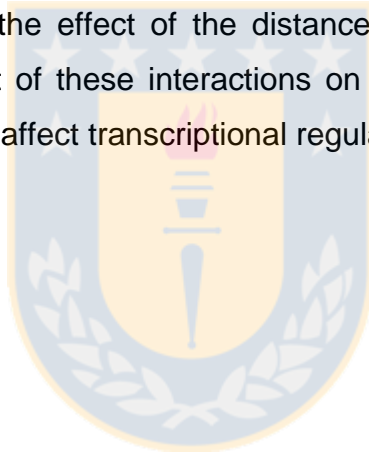 the effect of the distance
of these interactions on
affect transcriptional regula